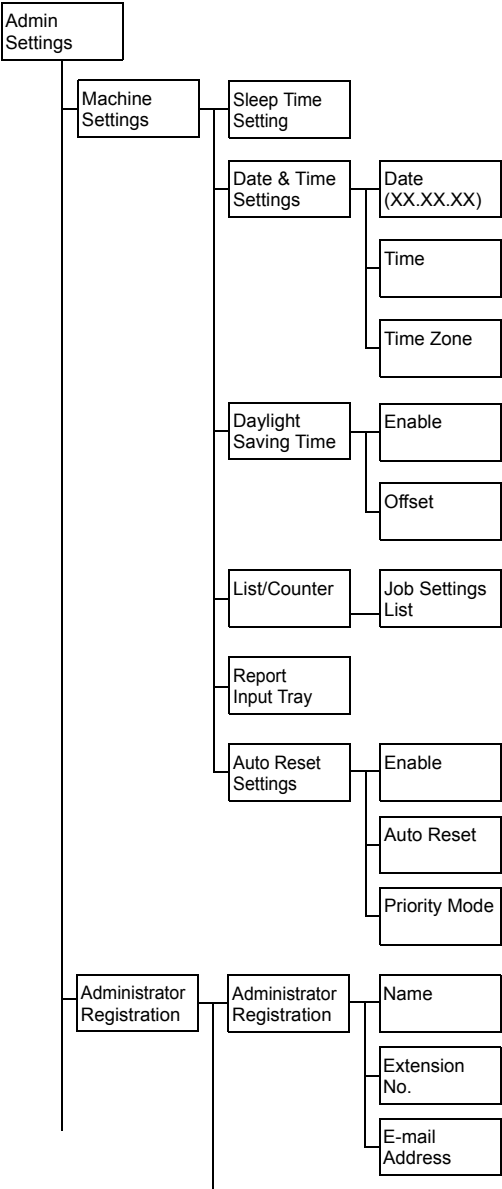 Admin
Settings
Machine
Settings
Sleep Time
Setting
Date & Time
Settings
Date
(XX.XX.XX)
Time
Time Zone
Daylight
Saving Time
Enable
Offset
List/Counter
Job Settings
List
Report
Input Tray
Auto Reset
Settings
Enable
Auto Reset
Priority Mode
Administrator
Registration
Administrator
Registration
Name
Extension
No.
E-mail
Address